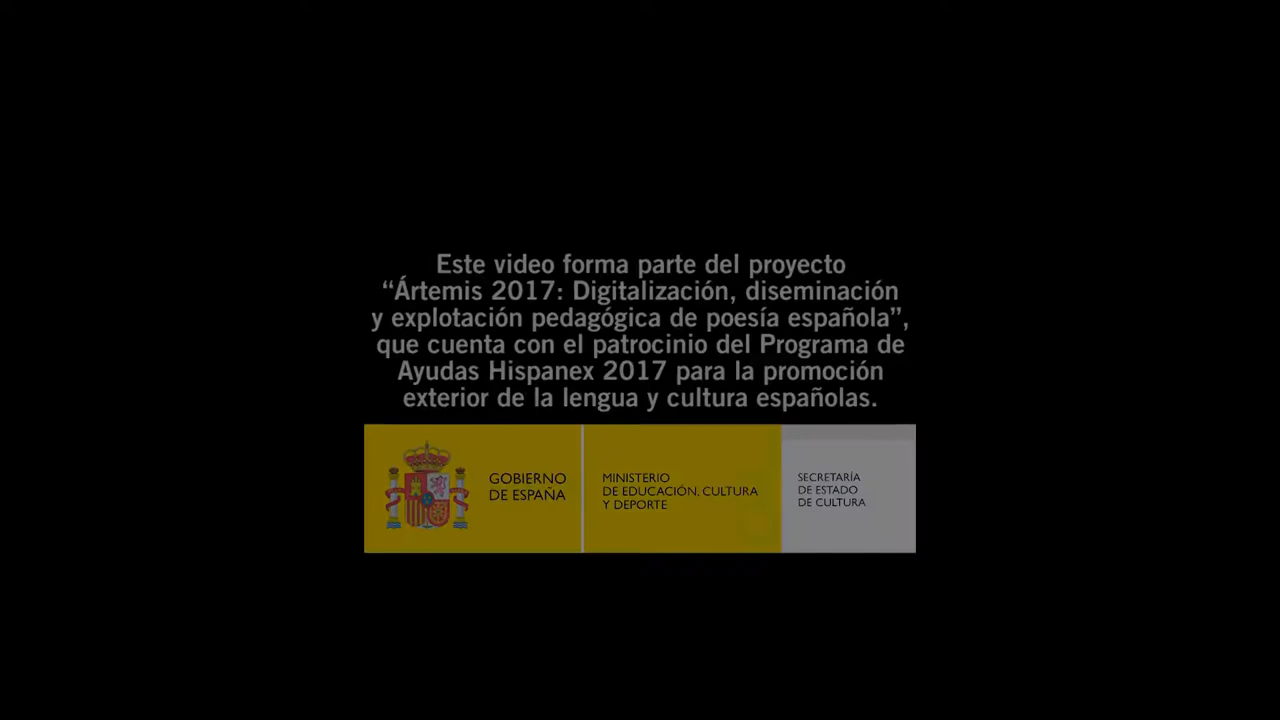 Este video forma parte del proyecto
“Ártemis 2017: Digitalización, diseminación
y explotación pedagógica de poesía española”,
que cuenta con el patrocinio del Programa de
Ayudas Hispanex 2017 para la promoción
exterior de la lengua y cultura españolas.
GOBIERNO
DE ESPAÑA
MINISTERIO
DE EDUCACIÓN, CULTURA
Y DEPORTE
SECRETARÍA
DE ESTADO
DE CULTURA